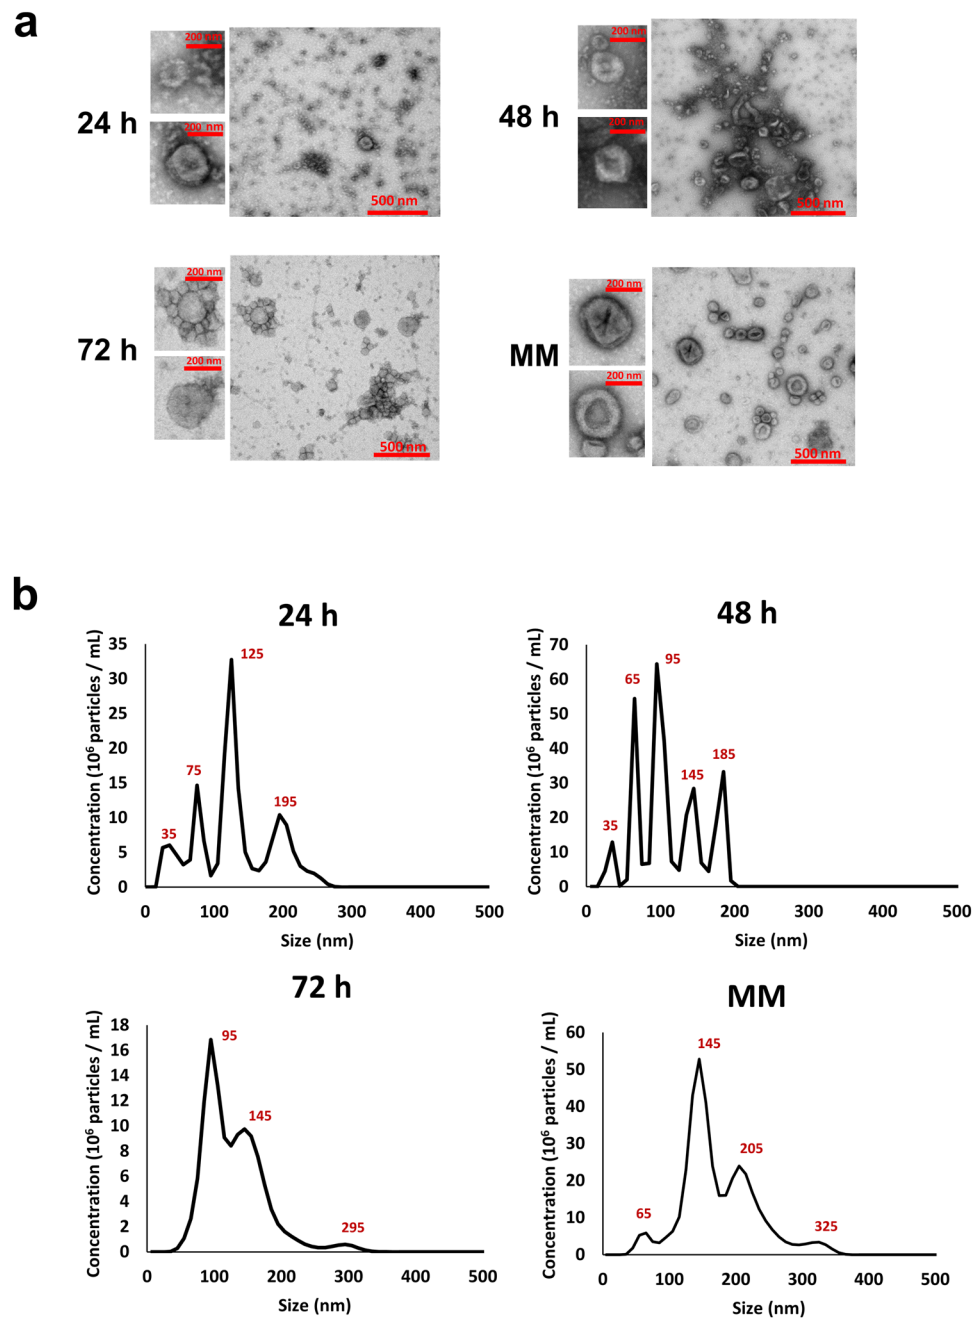 a
24 h
200 nm
200 nm
500 nm
48 h
200 nm
200 nm
500 nm
72 h
200 nm
200 nm
500 nm
MM
200 nm
200 nm
500 nm
b
24 h
Concentration (10⁶ particles / mL)
35
30
25
20
15
10
5
0
35
75
125
195
0 100 200 300 400 500
Size (nm)
48 h
Concentration (10⁶ particles / mL)
70
60
50
40
30
20
10
0
35
65
95
145
185
0 100 200 300 400 500
Size (nm)
72 h
Concentration (10⁶ particles / mL)
18
16
14
12
10
8
6
4
2
0
95
145
295
0 100 200 300 400 500
Size (nm)
MM
Concentration (10⁶ particles / mL)
60
50
40
30
20
10
0
65
145
205
325
0 100 200 300 400 500
Size (nm)